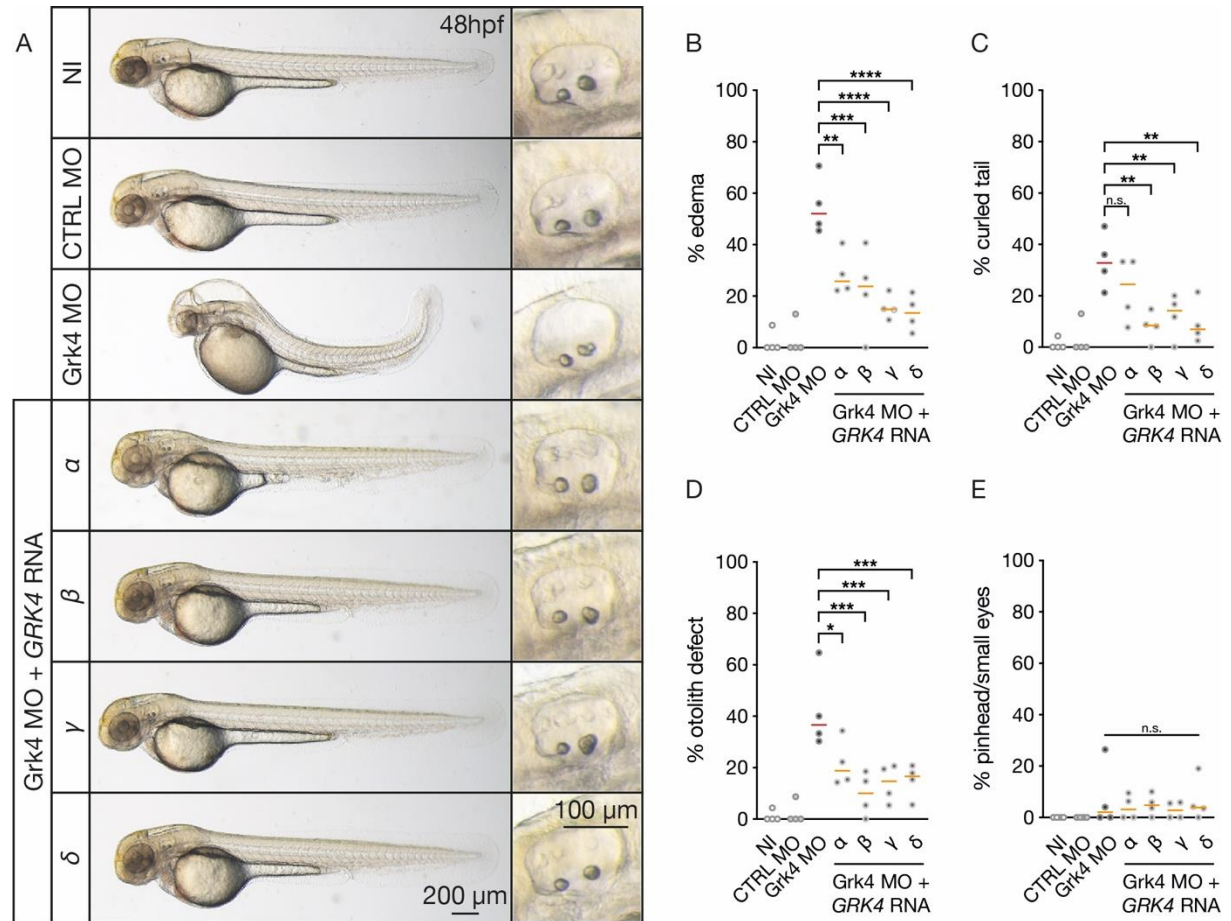 A
48hpf
NI
CTRL MO
Grk4 MO
Grk4 MO + GRK4 RNA
α
β
γ
δ
100 µm
200 µm
B
% edema
100
80
60
40
20
0
****
****
***
**
NI
CTRL MO
Grk4 MO
α
β
γ
δ
Grk4 MO +
GRK4 RNA
C
% curled tail
100
80
60
40
20
0
**
**
**
n.s.
NI
CTRL MO
Grk4 MO
α
β
γ
δ
Grk4 MO +
GRK4 RNA
D
% otolith defect
100
80
60
40
20
0
***
***
***
*
NI
CTRL MO
Grk4 MO
α
β
γ
δ
Grk4 MO +
GRK4 RNA
E
% pinhead/small eyes
100
80
60
40
20
0
n.s.
NI
CTRL MO
Grk4 MO
α
β
γ
δ
Grk4 MO +
GRK4 RNA